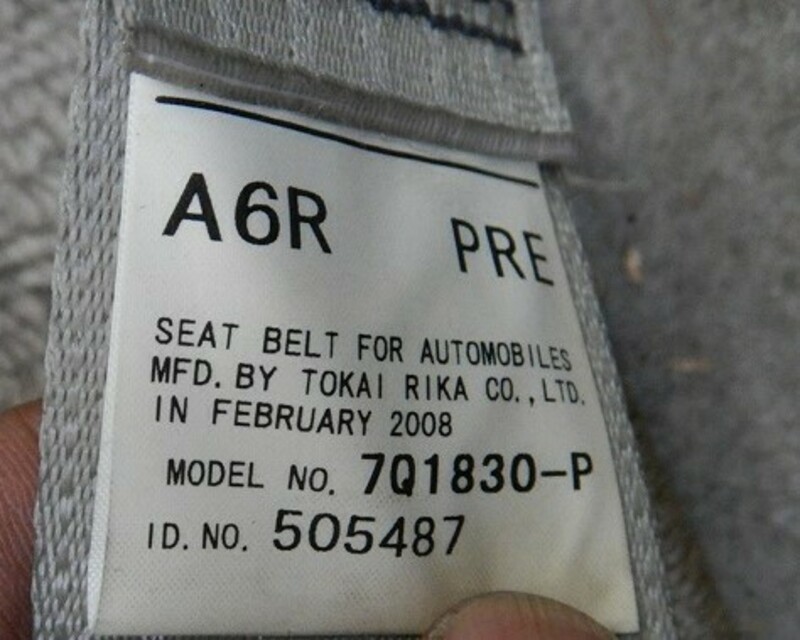 A6R PRE
SEAT BELT FOR AUTOMOBILES
MFD. BY TOKAI RIKA CO., LTD.
IN FEBRUARY 2008
MODEL NO. 7Q1830-P
ID. NO. 505487